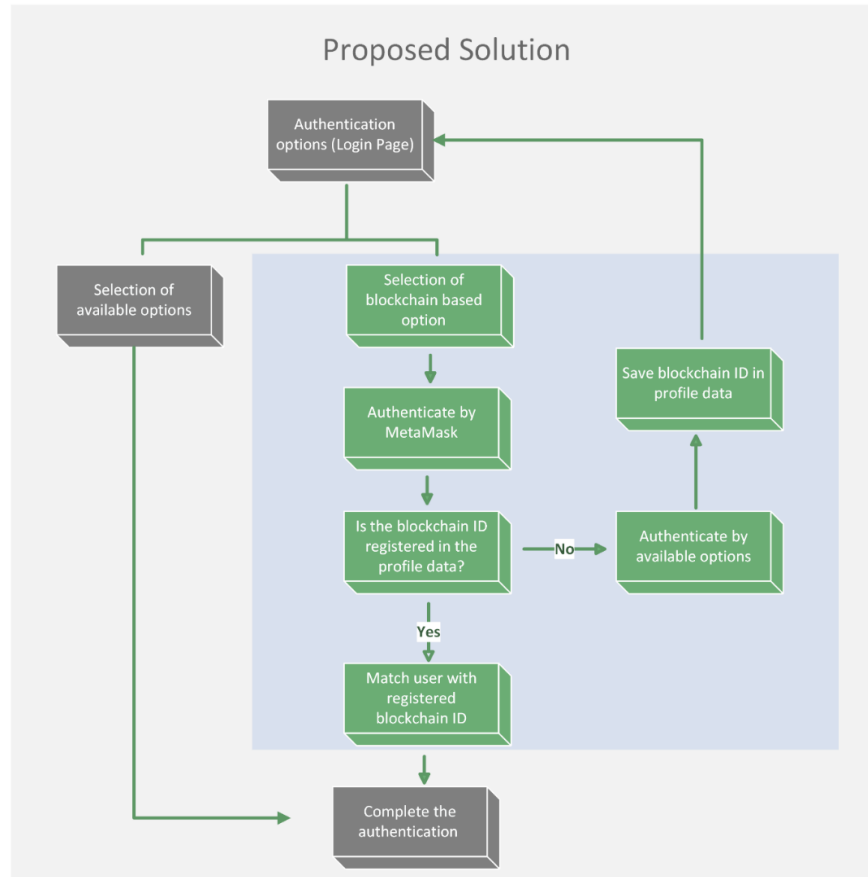 Proposed Solution
Authentication
options (Login Page)
Selection of
available options
Selection of
blockchain based
option
Save blockchain ID in
profile data
Authenticate by
MetaMask
Is the blockchain ID
registered in the
profile data?
No
Authenticate by
available options
Yes
Match user with
registered
blockchain ID
Complete the
authentication